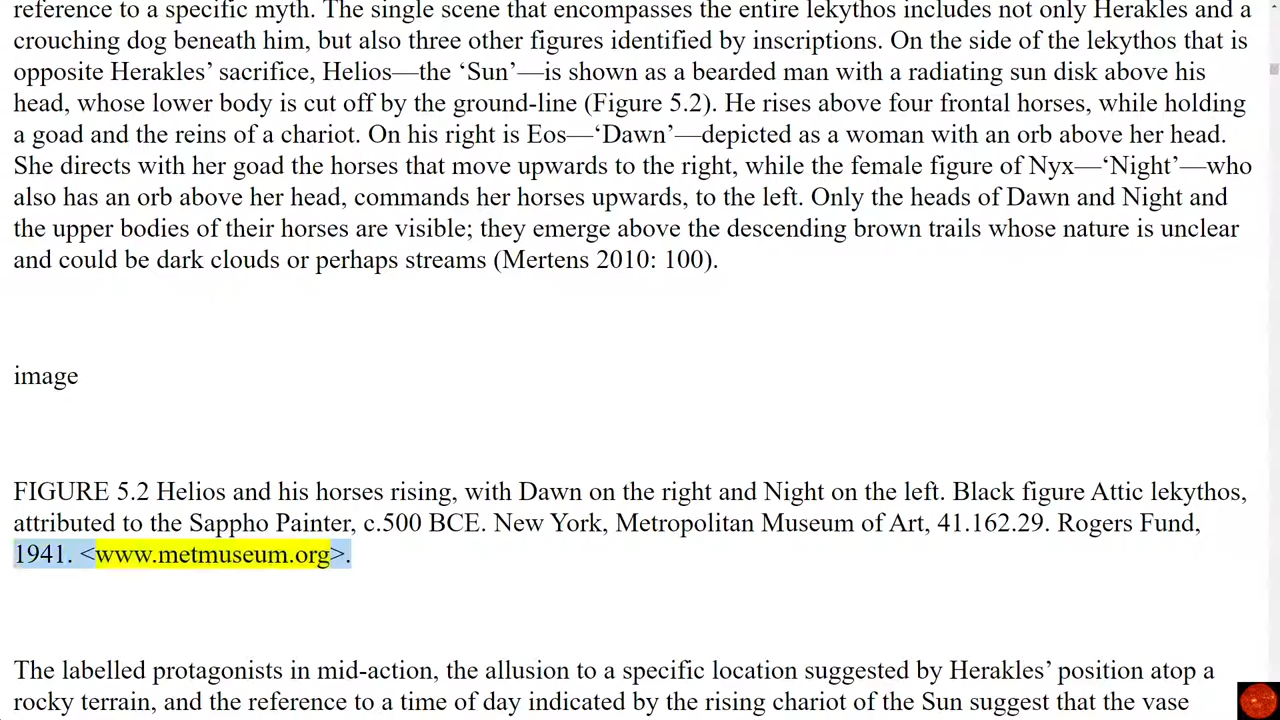 reference to a specific myth. The single scene that encompasses the entire lekythos includes not only Herakles and a
crouching dog beneath him, but also three other figures identified by inscriptions. On the side of the lekythos that is
opposite Herakles’ sacrifice, Helios—the ‘Sun’—is shown as a bearded man with a radiating sun disk above his
head, whose lower body is cut off by the ground-line (Figure 5.2). He rises above four frontal horses, while holding
a goad and the reins of a chariot. On his right is Eos—‘Dawn’—depicted as a woman with an orb above her head.
She directs with her goad the horses that move upwards to the right, while the female figure of Nyx—‘Night’—who
also has an orb above her head, commands her horses upwards, to the left. Only the heads of Dawn and Night and
the upper bodies of their horses are visible; they emerge above the descending brown trails whose nature is unclear
and could be dark clouds or perhaps streams (Mertens 2010: 100).
image
FIGURE 5.2 Helios and his horses rising, with Dawn on the right and Night on the left. Black figure Attic lekythos,
attributed to the Sappho Painter, c.500 BCE. New York, Metropolitan Museum of Art, 41.162.29. Rogers Fund,
1941. <www.metmuseum.org>.
The labelled protagonists in mid-action, the allusion to a specific location suggested by Herakles’ position atop a
rocky terrain, and the reference to a time of day indicated by the rising chariot of the Sun suggest that the vase